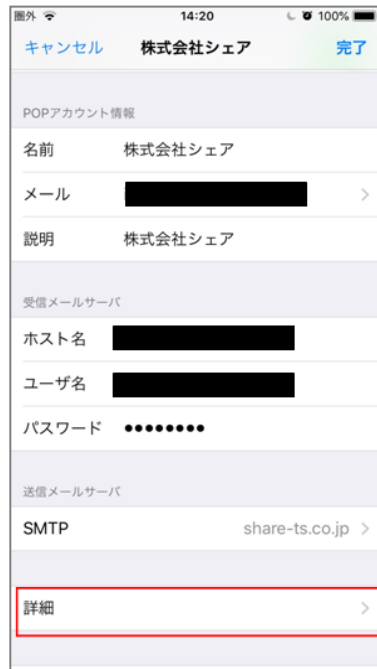 圏外 14:20 100%
キャンセル 株式会社シェア 完了
POPアカウント情報
名前 株式会社シェア
メール
説明 株式会社シェア
受信メールサーバ
ホスト名
ユーザ名
パスワード ●●●●●●●●
送信メールサーバ
SMTP share-ts.co.jp
詳細